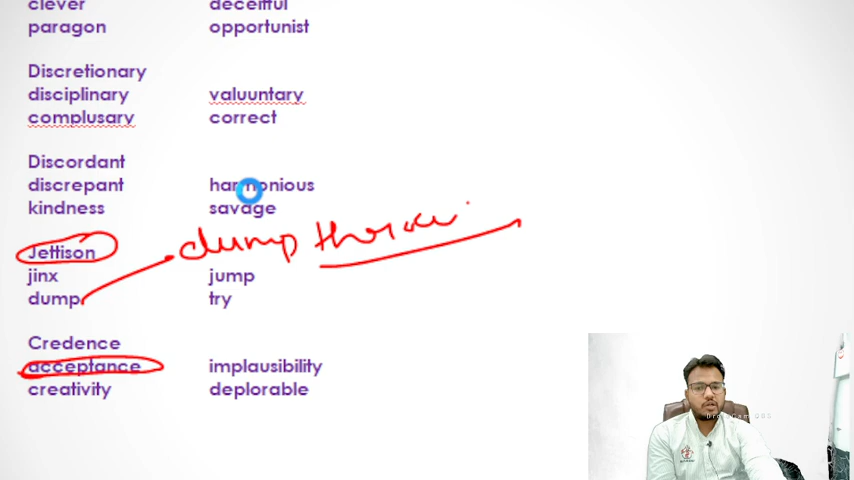 clever deceitful
paragon opportunist
Discretionary
disciplinary valuuntary
complusary correct
Discordant
discrepant harmonious
kindness savage
Jettison dump
jinx jump
dump try
Credence
acceptance implausibility
creativity deplorable